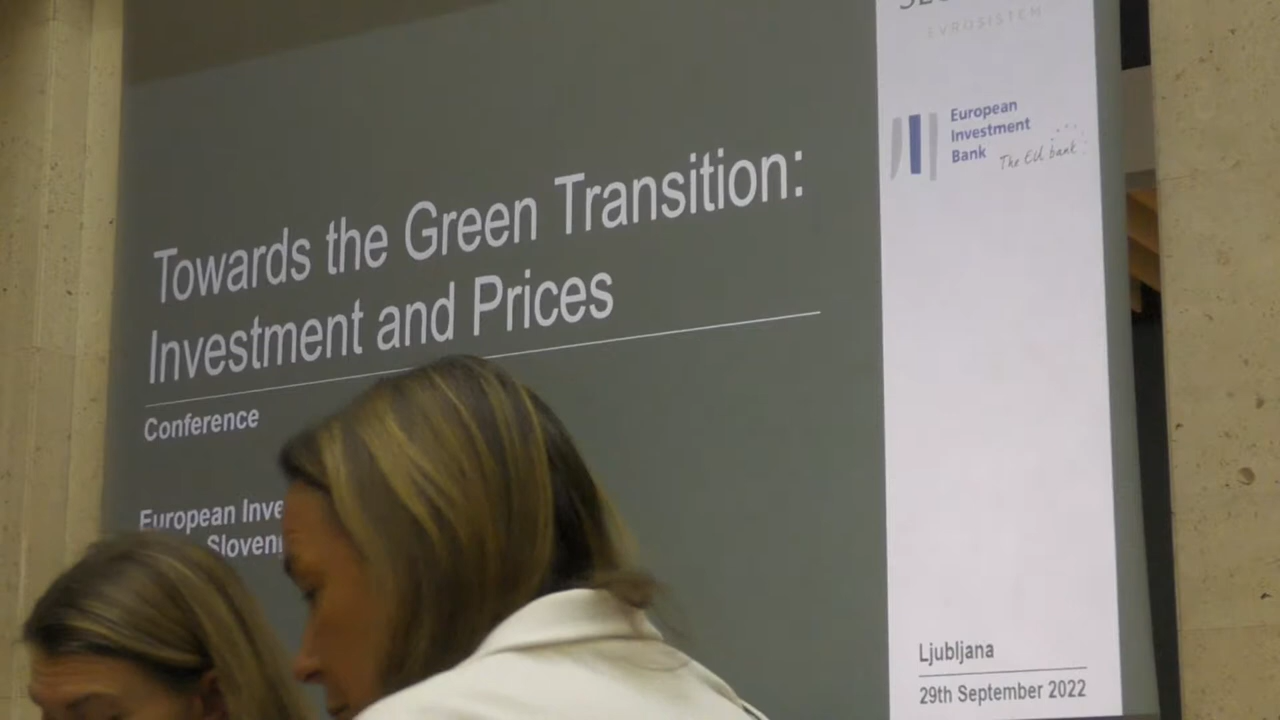 EVROSISTEM
European
Investment
Bank
The EU bank
Towards the Green Transition:
Investment and Prices
Conference
European Inve
Sloveni
Ljubljana
29th September 2022